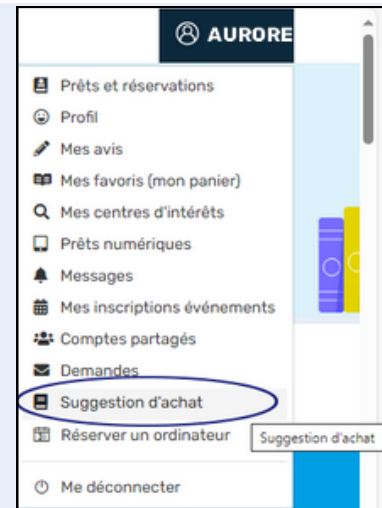 AURORE
Prêts et réservations
Profil
Mes avis
Mes favoris (mon panier)
Mes centres d'intérêts
Prêts numériques
Messages
Mes inscriptions événements
Comptes partagés
Demandes
Suggestion d'achat
Réserver un ordinateur
Suggestion d'achat
Me déconnecter